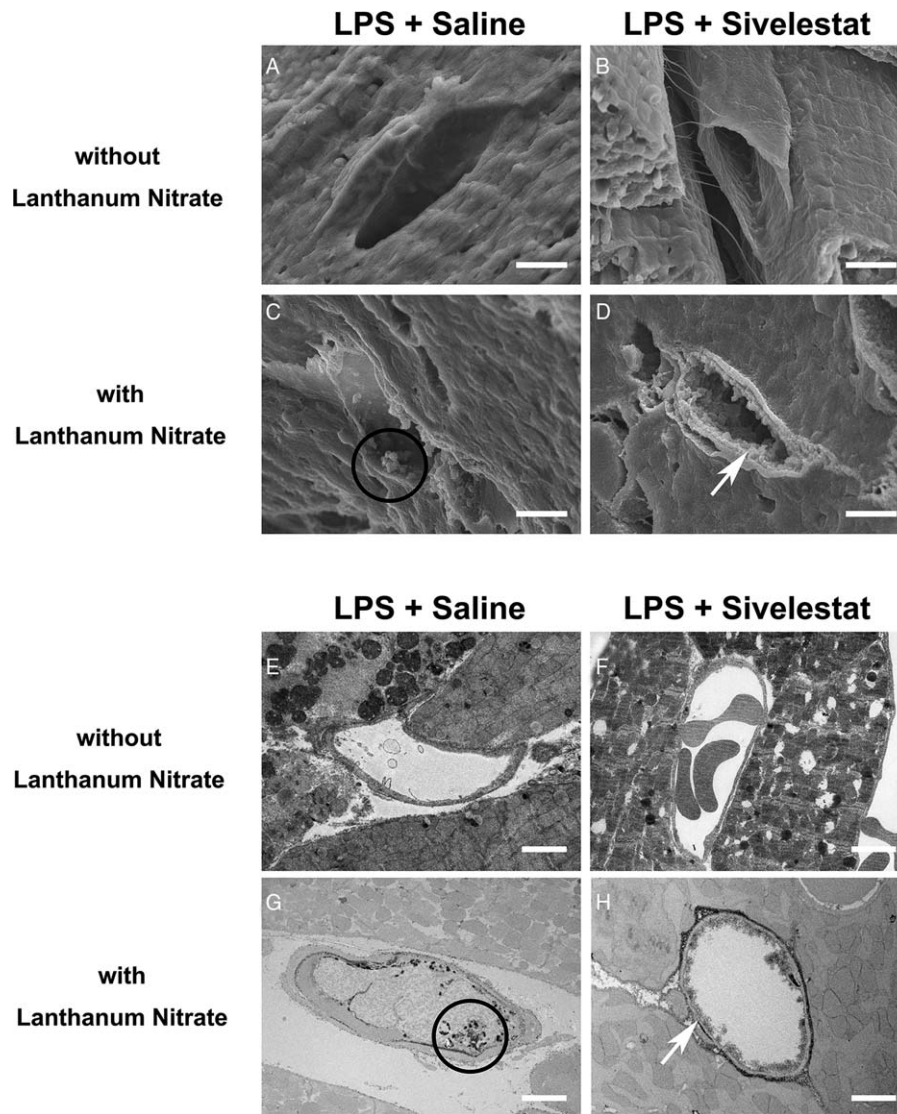 LPS + Saline
LPS + Sivelestat
A
B
without
Lanthanum Nitrate
C
D
with
Lanthanum Nitrate
LPS + Saline
LPS + Sivelestat
E
F
without
Lanthanum Nitrate
G
H
with
Lanthanum Nitrate